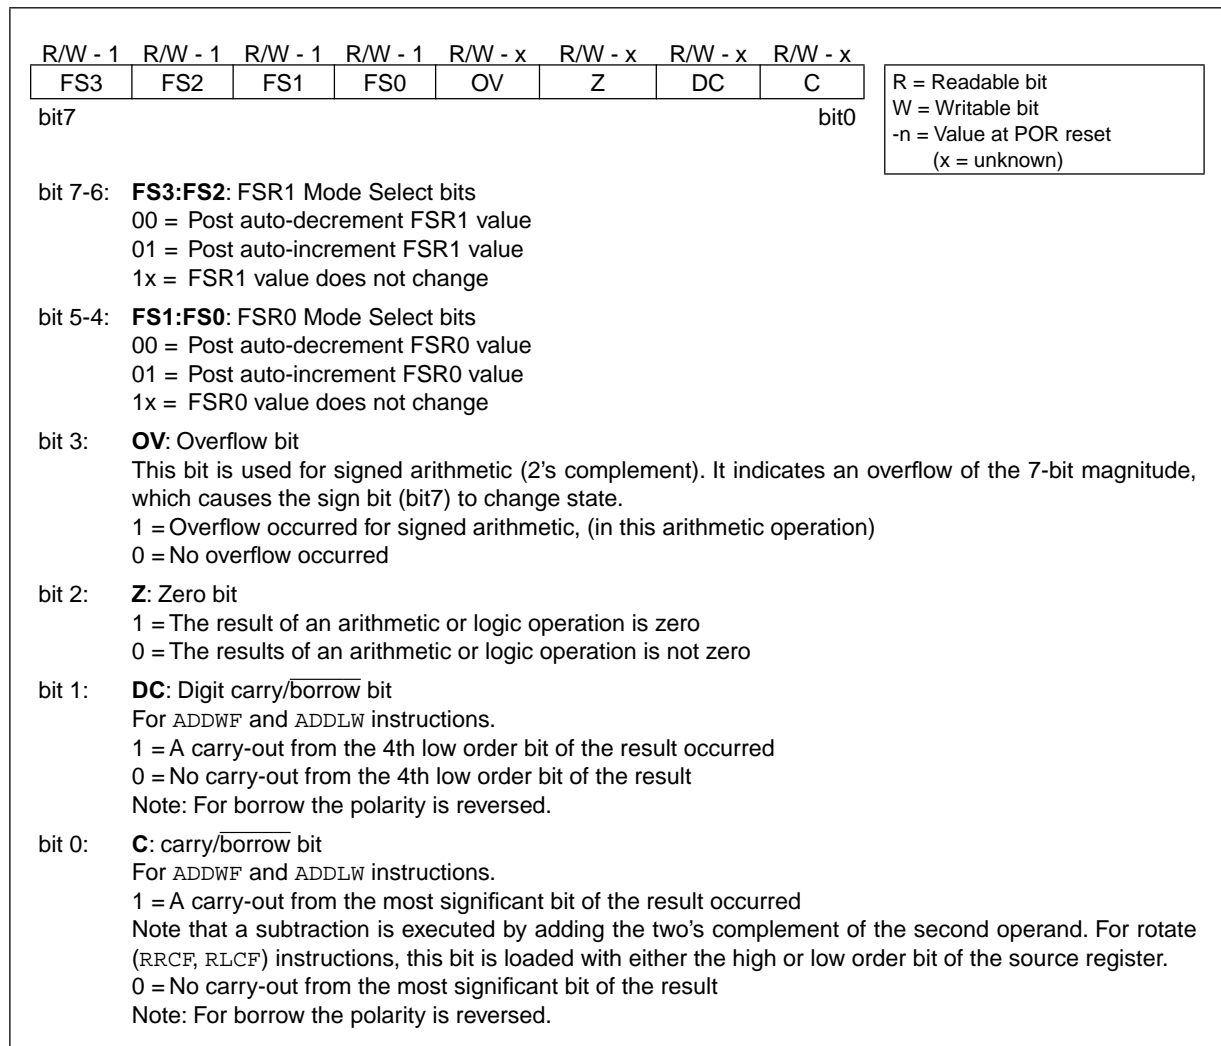 R/W - 1 R/W - 1 R/W - 1 R/W - 1 R/W - x R/W - x R/W - x R/W - x
FS3 FS2 FS1 FS0 OV Z DC C
bit7 bit0
R = Readable bit
W = Writable bit
-n = Value at POR reset
(x = unknown)
bit 7-6: FS3:FS2: FSR1 Mode Select bits
00 = Post auto-decrement FSR1 value
01 = Post auto-increment FSR1 value
1x = FSR1 value does not change
bit 5-4: FS1:FS0: FSR0 Mode Select bits
00 = Post auto-decrement FSR0 value
01 = Post auto-increment FSR0 value
1x = FSR0 value does not change
bit 3: OV: Overflow bit
This bit is used for signed arithmetic (2's complement). It indicates an overflow of the 7-bit magnitude,
which causes the sign bit (bit7) to change state.
1 = Overflow occurred for signed arithmetic, (in this arithmetic operation)
0 = No overflow occurred
bit 2: Z: Zero bit
1 = The result of an arithmetic or logic operation is zero
0 = The results of an arithmetic or logic operation is not zero
bit 1: DC: Digit carry/borrow bit
For ADDWF and ADDLW instructions.
1 = A carry-out from the 4th low order bit of the result occurred
0 = No carry-out from the 4th low order bit of the result
Note: For borrow the polarity is reversed.
bit 0: C: carry/borrow bit
For ADDWF and ADDLW instructions.
1 = A carry-out from the most significant bit of the result occurred
Note that a subtraction is executed by adding the two's complement of the second operand. For rotate
(RRCF, RLCF) instructions, this bit is loaded with either the high or low order bit of the source register.
0 = No carry-out from the most significant bit of the result
Note: For borrow the polarity is reversed.